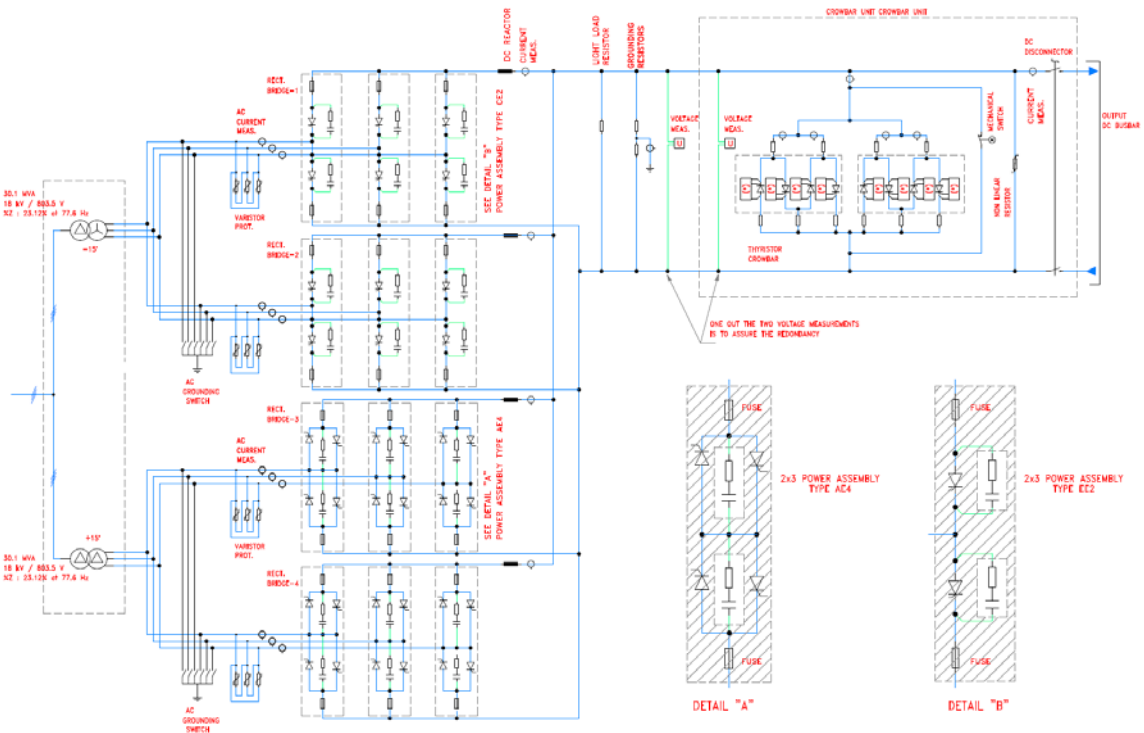 CROWBAR UNIT CROWBAR UNIT
DC REACTOR
CURRENT
MEAS.
LIGHT LOAD
RESISTOR
GROUNDING
RESISTORS
DC
DISCONNECTOR
RECT.
BRIDGE-1
AC
CURRENT
MEAS.
SEE DETAIL "B"
POWER ASSEMBLY TYPE CE2
VOLTAGE
MEAS.
U
VOLTAGE
MEAS.
U
MECHANICAL
SWITCH
CURRENT
MEAS.
OUTPUT
DC BUSBAR
30.1 MVA
18 kV / 803.5 V
%Z : 23.12% at 77.6 Hz
VARISTOR
PROT.
NON LINEAR
RESISTOR
+15°
RECT.
BRIDGE-2
THYRISTOR
CROWBAR
ONE OUT THE TWO VOLTAGE MEASUREMENTS
IS TO ASSURE THE REDONDANCY
AC
GROUNDING
SWITCH
RECT.
BRIDGE-3
AC
CURRENT
MEAS.
SEE DETAIL "A"
POWER ASSEMBLY TYPE AE4
FUSE
FUSE
2x3 POWER ASSEMBLY
TYPE AE4
2x3 POWER ASSEMBLY
TYPE EE2
+15°
VARISTOR
PROT.
30.1 MVA
18 kV / 803.5 V
%Z : 23.12% at 77.6 Hz
RECT.
BRIDGE-4
FUSE
FUSE
DETAIL "A"
DETAIL "B"
AC
GROUNDING
SWITCH